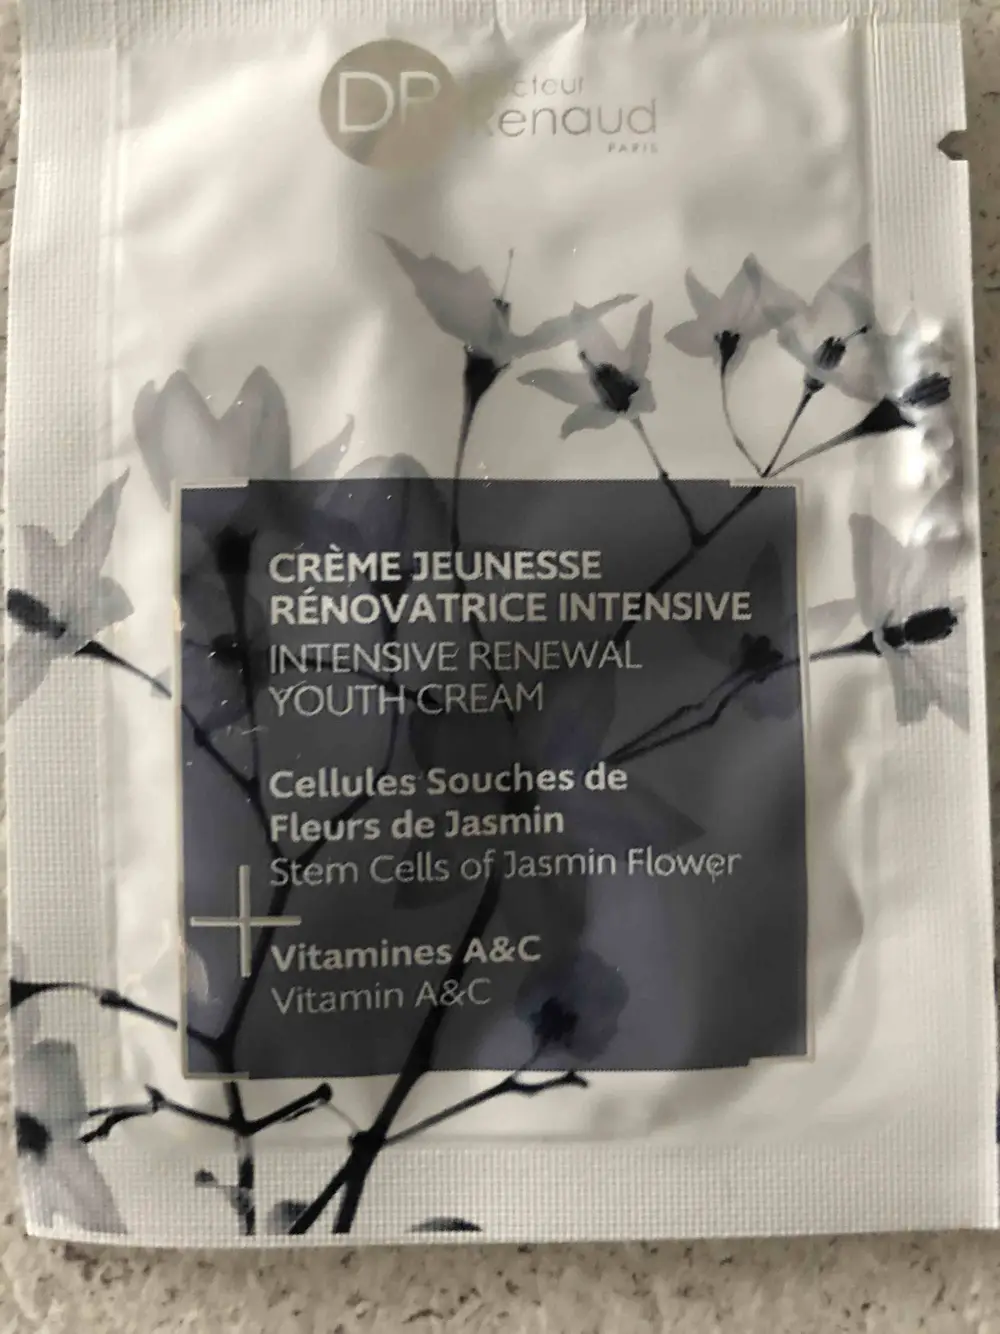 DR
Docteur
Renaud
PARIS
CRÈME JEUNESSE
RÉNOVATRICE INTENSIVE
INTENSIVE RENEWAL
YOUTH CREAM
Cellules Souches de
Fleurs de Jasmin
Stem Cells of Jasmin Flower
Vitamines A&C
Vitamin A&C